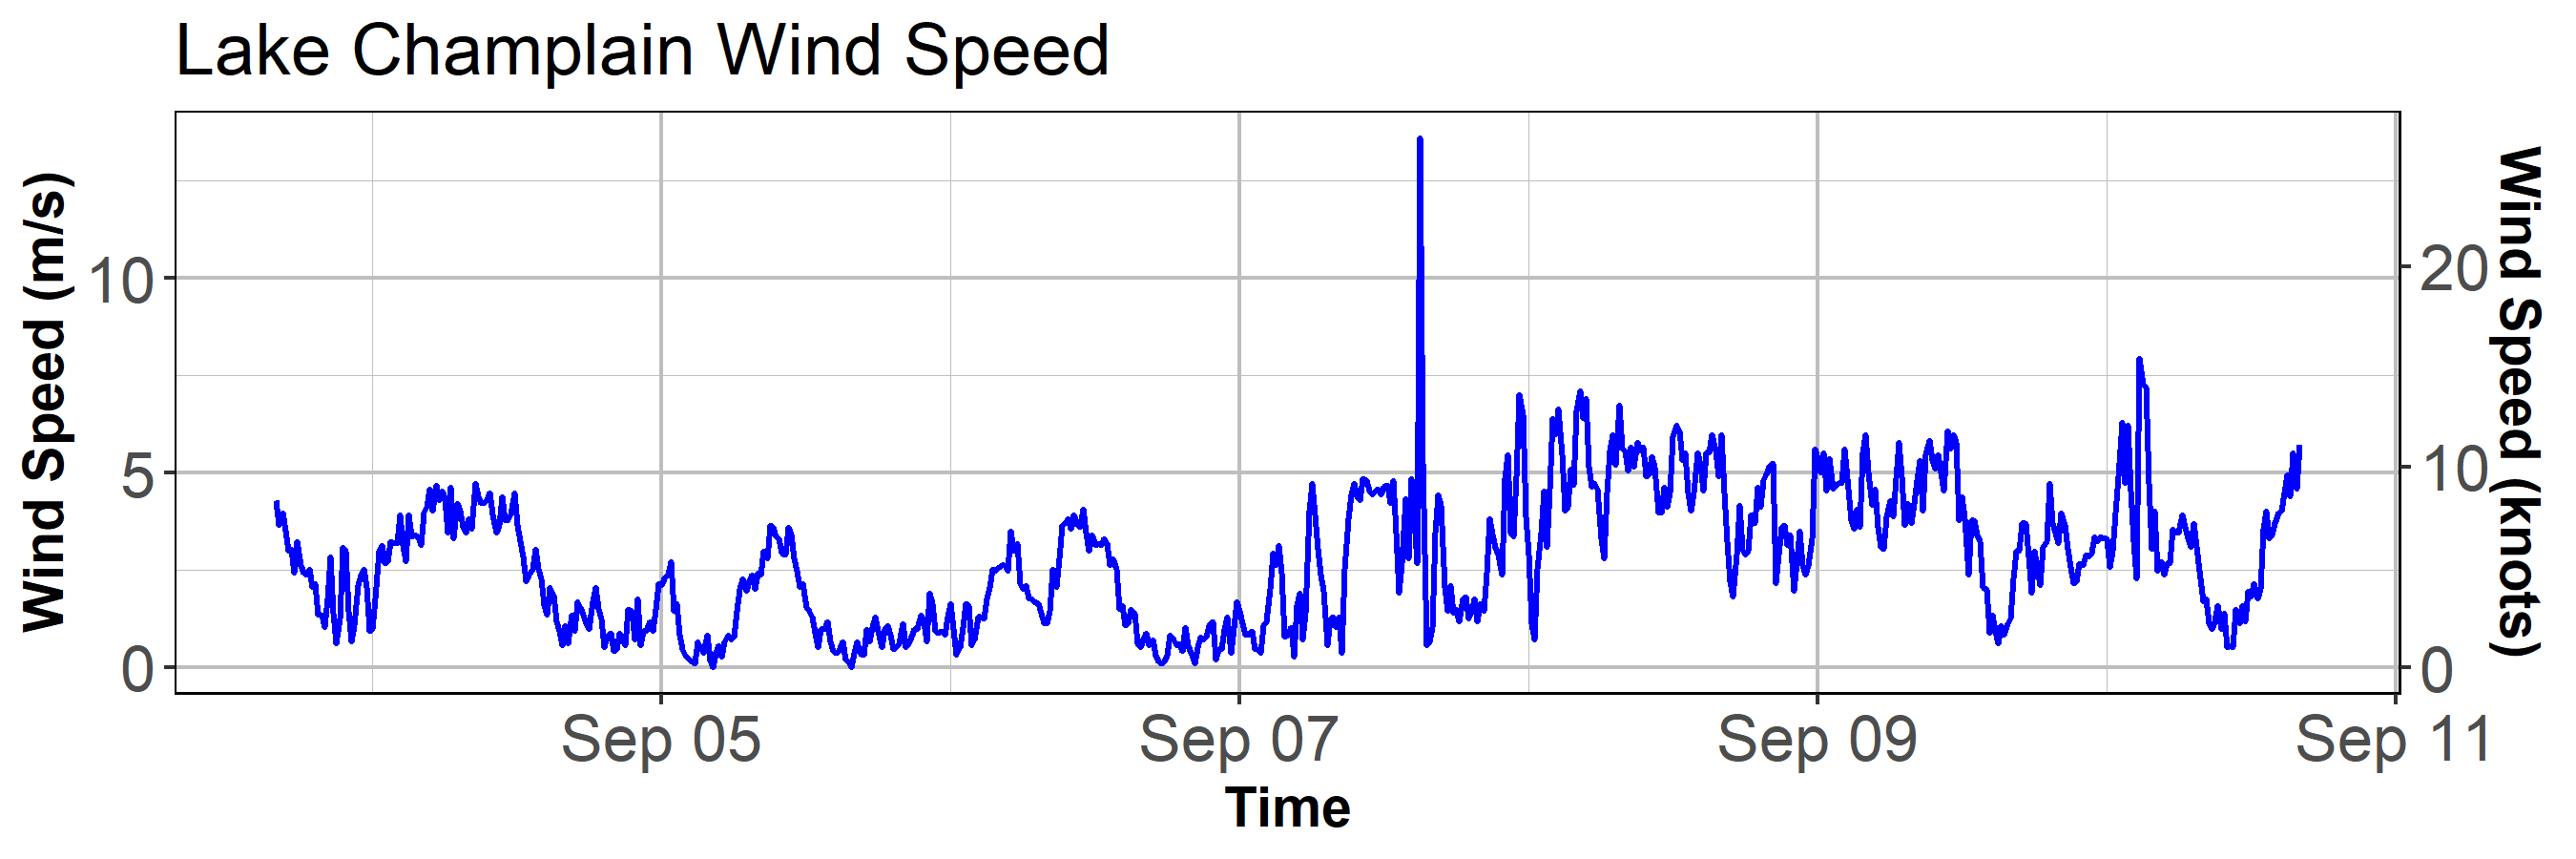 Lake Champlain Wind Speed
Wind Speed (m/s)
10
5
0
20
10
0
Wind Speed (knots)
Sep 05
Sep 07
Sep 09
Sep 11
Time